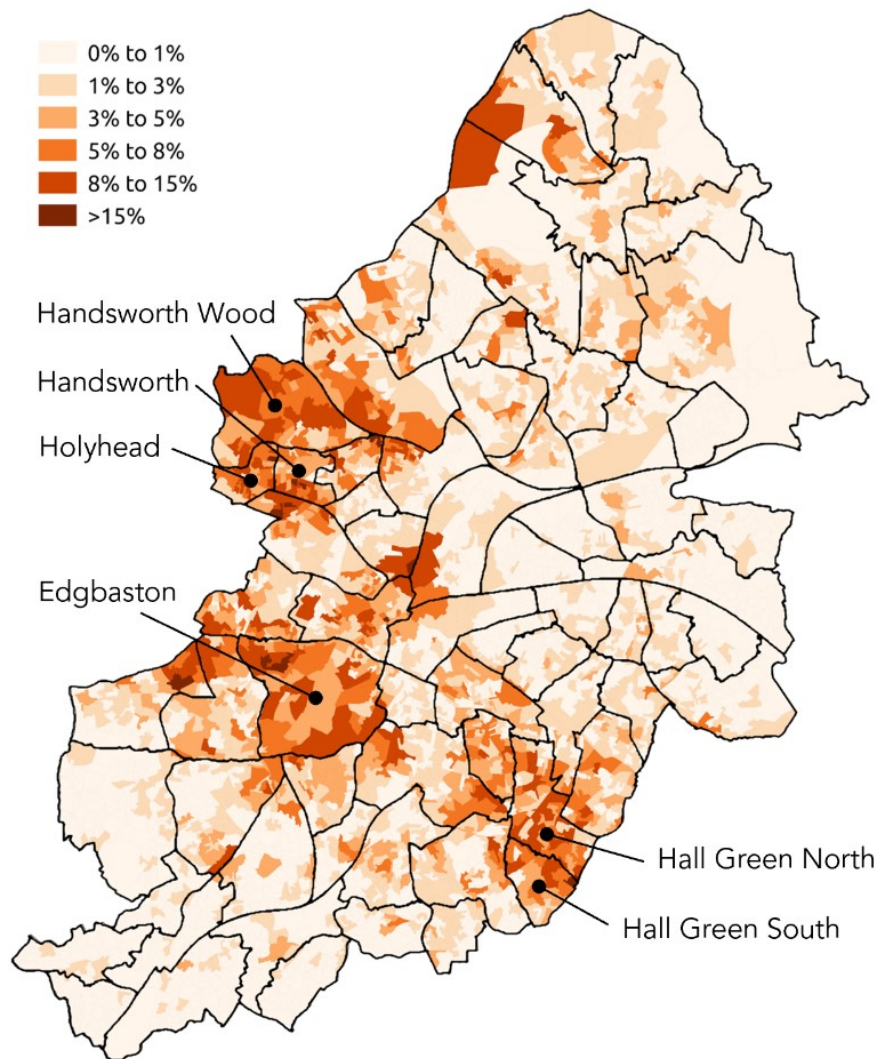 0% to 1%
1% to 3%
3% to 5%
5% to 8%
8% to 15%
>15%
Handsworth Wood
Handsworth
Holyhead
Edgbaston
Hall Green North
Hall Green South